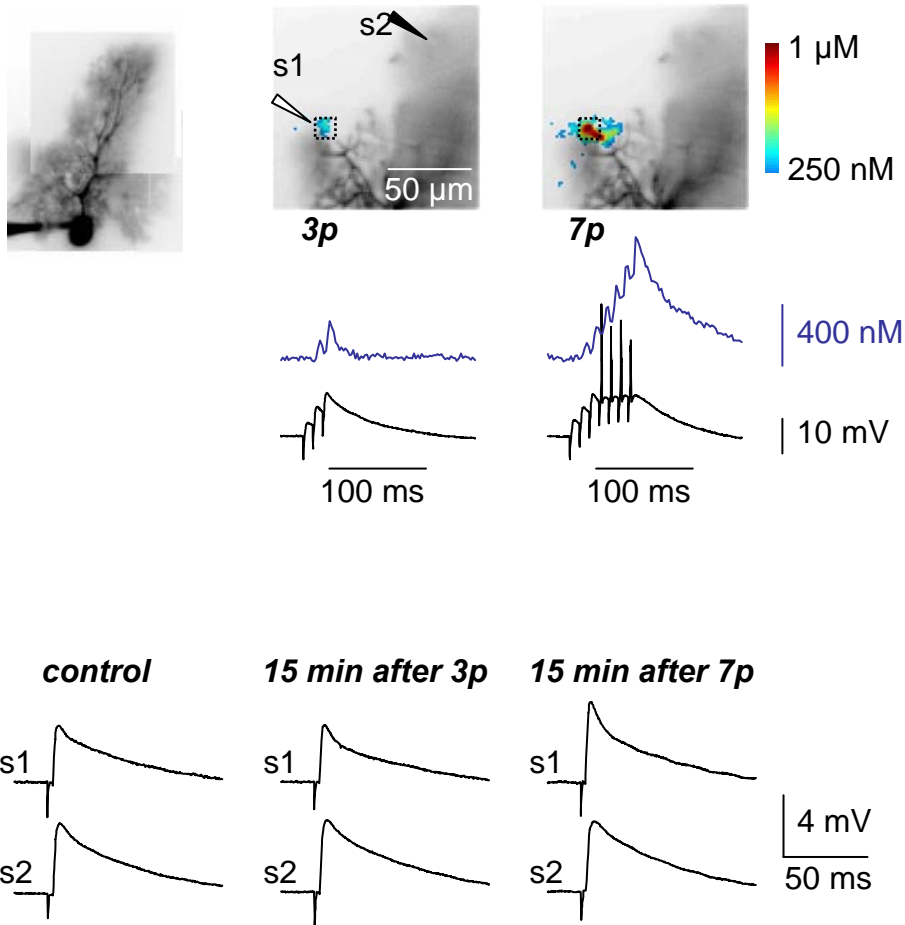 s2
s1
50 µm
1 µM
250 nM
3p
7p
400 nM
10 mV
100 ms
100 ms
control
15 min after 3p
15 min after 7p
s1
s1
s1
4 mV
s2
s2
s2
50 ms